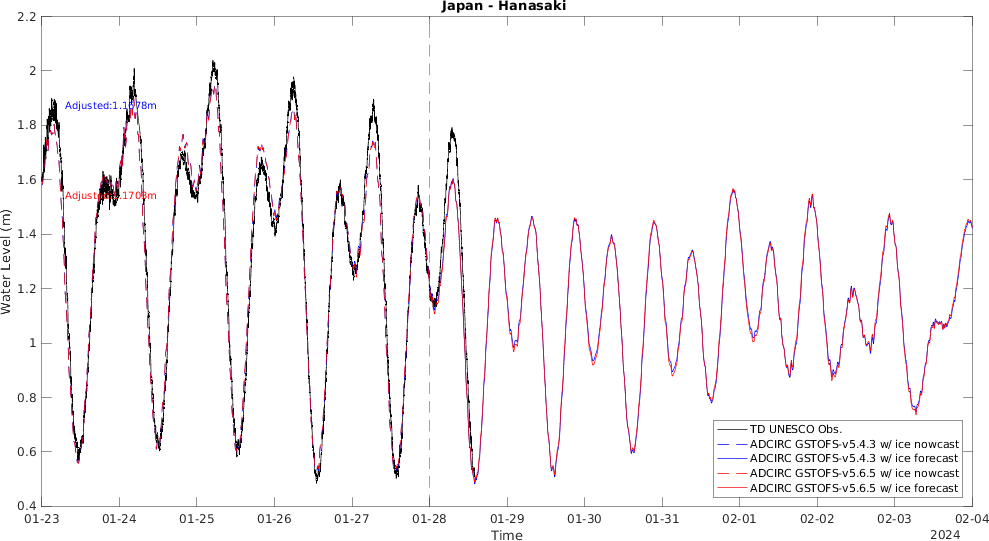 Japan - Hanasaki
2.2
2
1.8
1.6
1.4
1.2
1
0.8
0.6
0.4
Water Level (m)
TD UNESCO Obs.
ADCIRC GSTOFS-v5.4.3 w/ ice nowcast
ADCIRC GSTOFS-v5.4.3 w/ ice forecast
ADCIRC GSTOFS-v5.6.5 w/ ice nowcast
ADCIRC GSTOFS-v5.6.5 w/ ice forecast
01-23 01-24 01-25 01-26 01-27 01-28 01-29 01-30 01-31 02-01 02-02 02-03 02-04
Time
2024